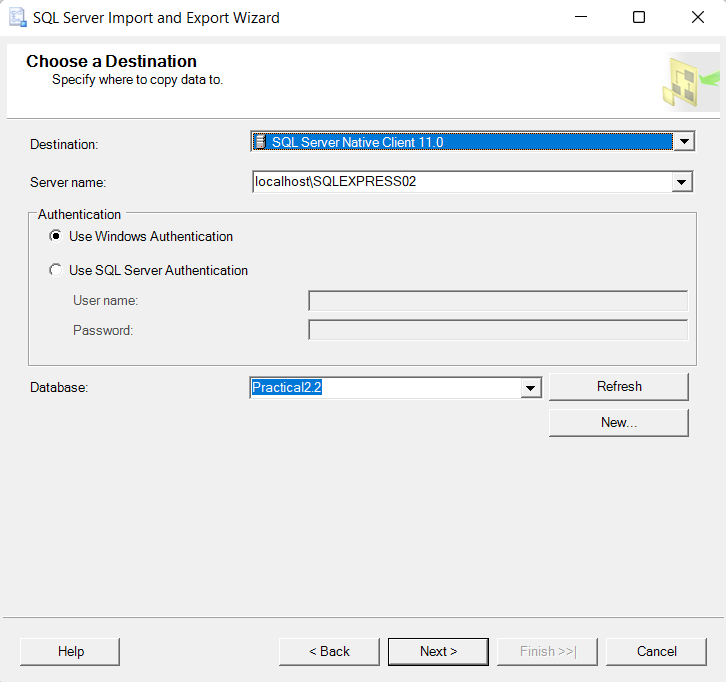 SQL Server Import and Export Wizard
Choose a Destination
Specify where to copy data to.
Destination: SQL Server Native Client 11.0
Server name: localhost\SQLEXPRESS02
Authentication
Use Windows Authentication
Use SQL Server Authentication
User name:
Password:
Database: Practical2.2 Refresh
New...
Help < Back Next > Finish >>| Cancel